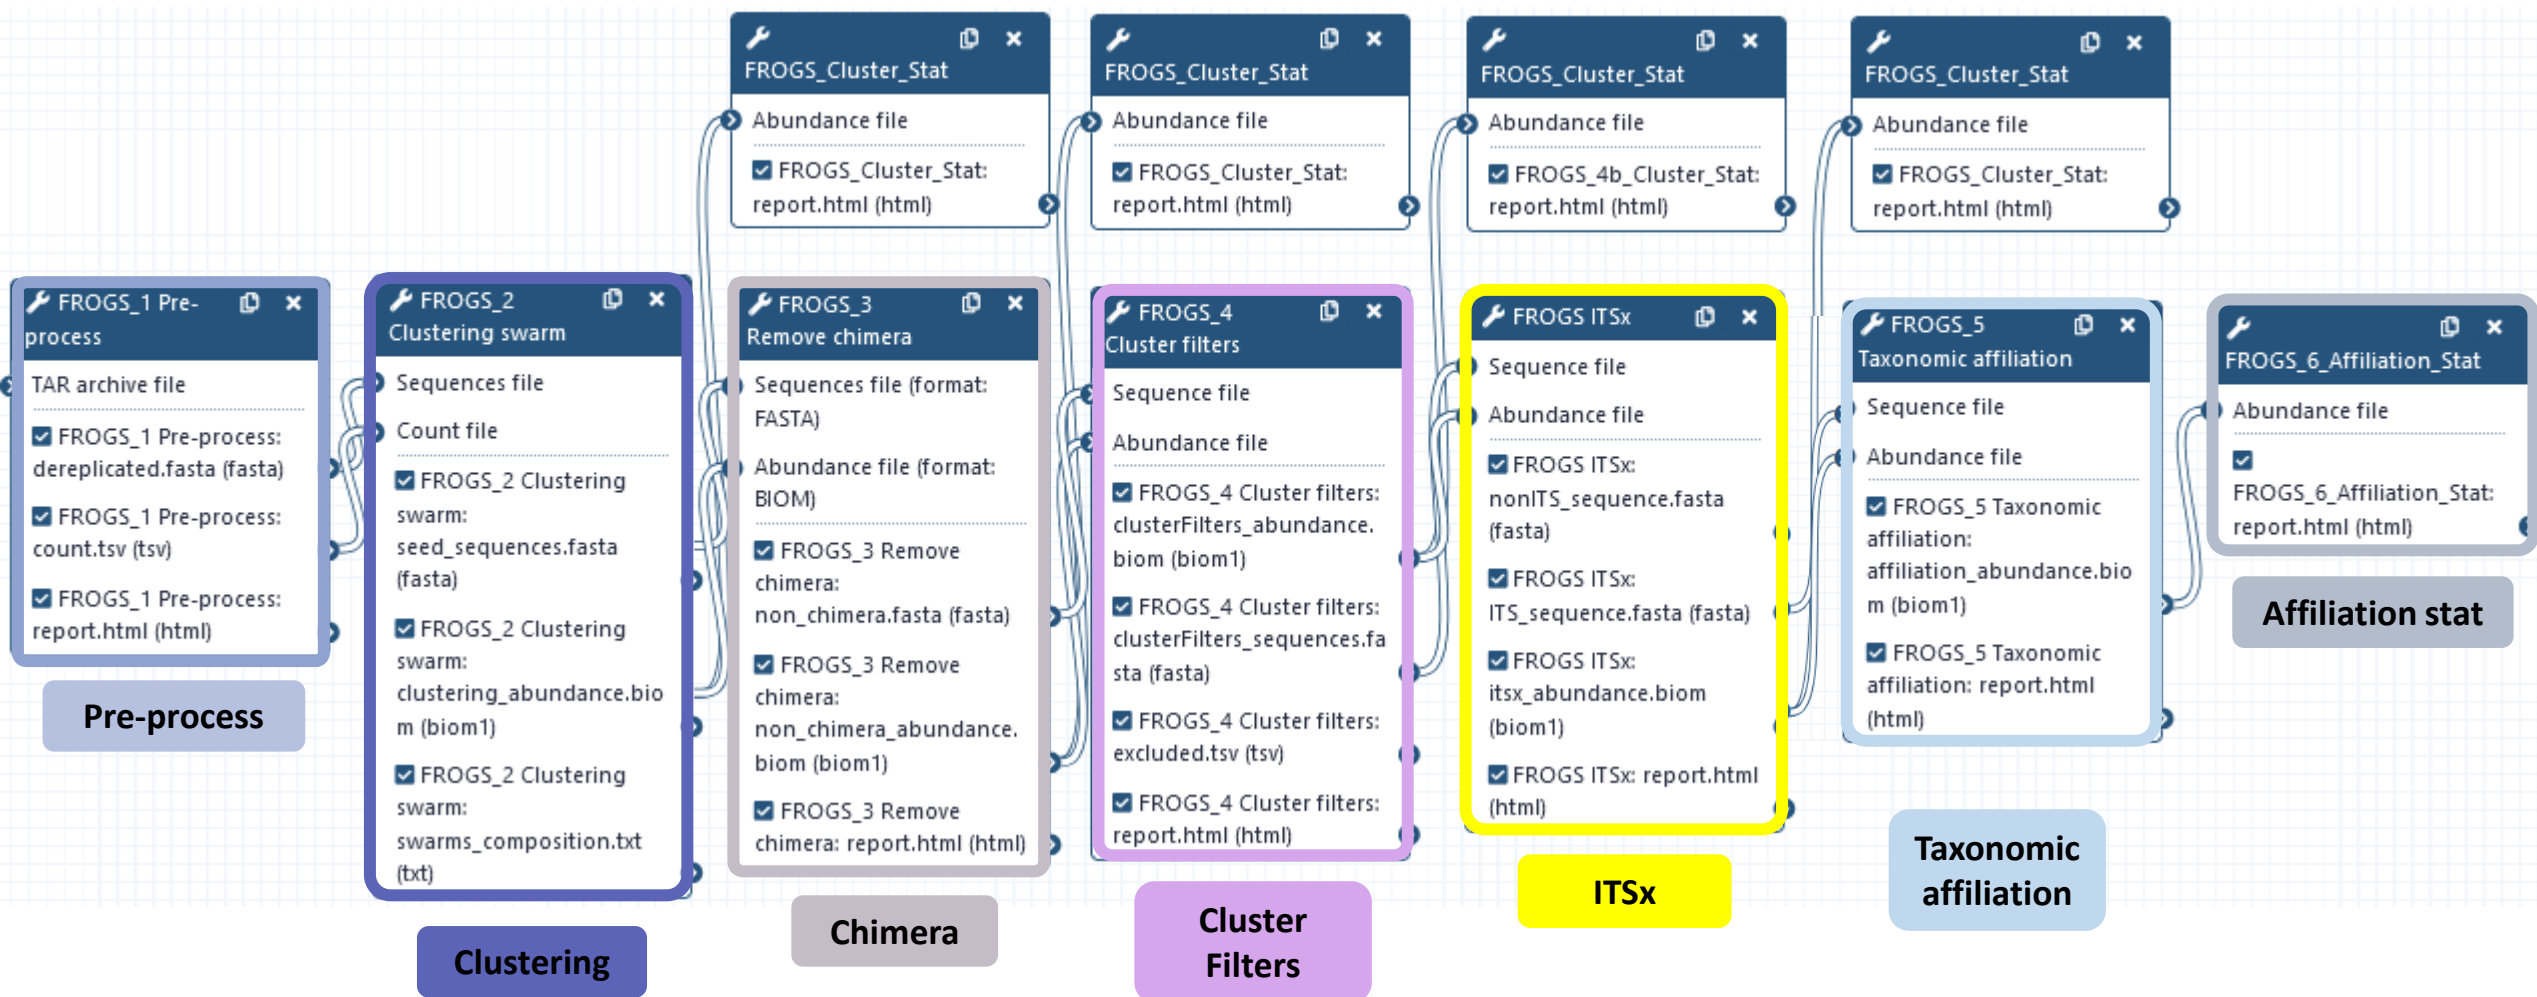 FROGS_Cluster_Stat
Abundance file
FROGS_Cluster_Stat:
report.html (html)
FROGS_Cluster_Stat
Abundance file
FROGS_Cluster_Stat:
report.html (html)
FROGS_Cluster_Stat
Abundance file
FROGS_4b_Cluster_Stat:
report.html (html)
FROGS_Cluster_Stat
Abundance file
FROGS_Cluster_Stat:
report.html (html)
FROGS_1 Pre-
process
TAR archive file
FROGS_1 Pre-process:
dereplicated.fasta (fasta)
FROGS_1 Pre-process:
count.tsv (tsv)
FROGS_1 Pre-process:
report.html (html)
Pre-process
FROGS_2
Clustering swarm
Sequences file
Count file
FROGS_2 Clustering
swarm:
seed_sequences.fasta
(fasta)
FROGS_2 Clustering
swarm:
clustering_abundance.bio
m (biom1)
FROGS_2 Clustering
swarm:
swarms_composition.txt
(txt)
Clustering
FROGS_3
Remove chimera
Sequences file (format:
FASTA)
Abundance file (format:
BIOM)
FROGS_3 Remove
chimera:
non_chimera.fasta (fasta)
FROGS_3 Remove
chimera:
non_chimera_abundance.
biom (biom1)
FROGS_3 Remove
chimera: report.html (html)
Chimera
FROGS_4
Cluster filters
Sequence file
Abundance file
FROGS_4 Cluster filters:
clusterFilters_abundance.
biom (biom1)
FROGS_4 Cluster filters:
clusterFilters_sequences.fa
sta (fasta)
FROGS_4 Cluster filters:
excluded.tsv (tsv)
FROGS_4 Cluster filters:
report.html (html)
Cluster
Filters
FROGS ITSx
Sequence file
Abundance file
FROGS ITSx:
nonITS_sequence.fasta
(fasta)
FROGS ITSx:
ITS_sequence.fasta (fasta)
FROGS ITSx:
itsx_abundance.biom
(biom1)
FROGS ITSx: report.html
(html)
ITSx
FROGS_5
Taxonomic affiliation
Sequence file
Abundance file
FROGS_5 Taxonomic
affiliation:
affiliation_abundance.bio
m (biom1)
FROGS_5 Taxonomic
affiliation: report.html
(html)
Taxonomic
affiliation
FROGS_6_Affiliation_Stat
Abundance file
FROGS_6_Affiliation_Stat:
report.html (html)
Affiliation stat